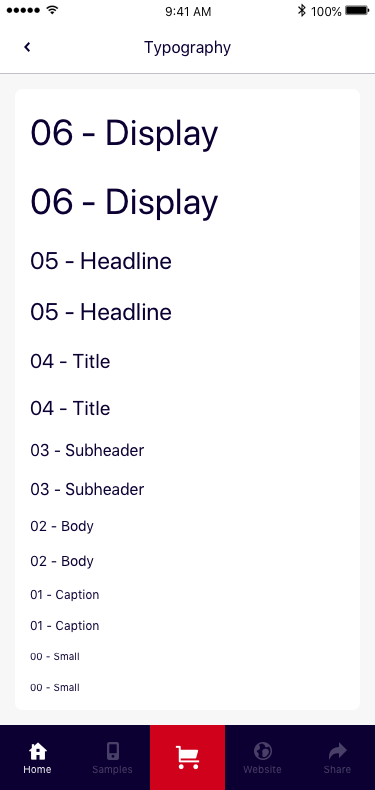 9:41 AM
100%
Typography
06 - Display
06 - Display
05 - Headline
05 - Headline
04 - Title
04 - Title
03 - Subheader
03 - Subheader
02 - Body
02 - Body
01 - Caption
01 - Caption
00 - Small
00 - Small
Home
Samples
Website
Share